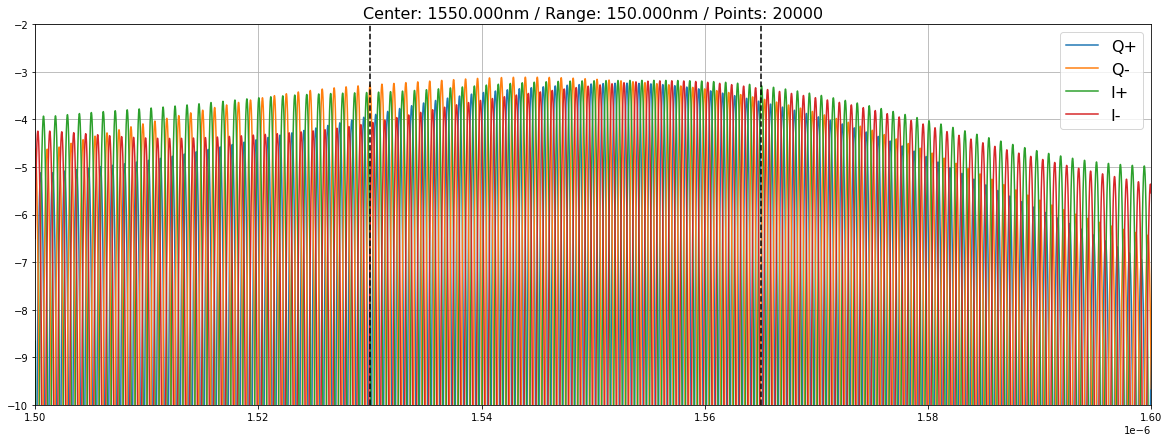 Center: 1550.000nm / Range: 150.000nm / Points: 20000
−2
−3
−4
−5
−6
−7
−8
−9
−10
Q+
Q-
I+
I-
1.50 1.52 1.54 1.56 1.58 1.60
1e−6